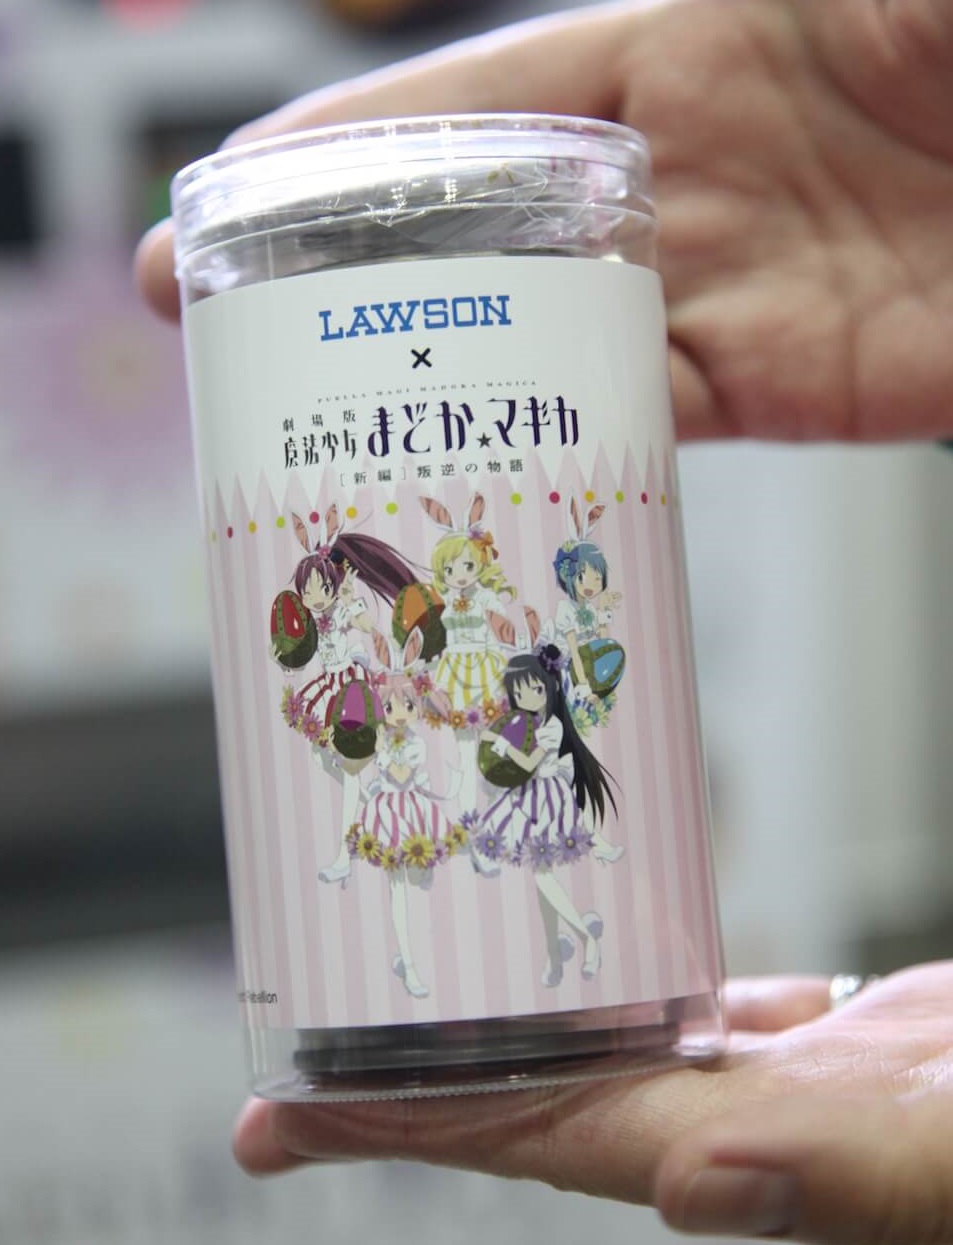 LAWSON
×
PUELLA MAGI MADOKA MAGICA
劇場版
魔法少女まどか★マギカ
[新編]叛逆の物語
Rebellion